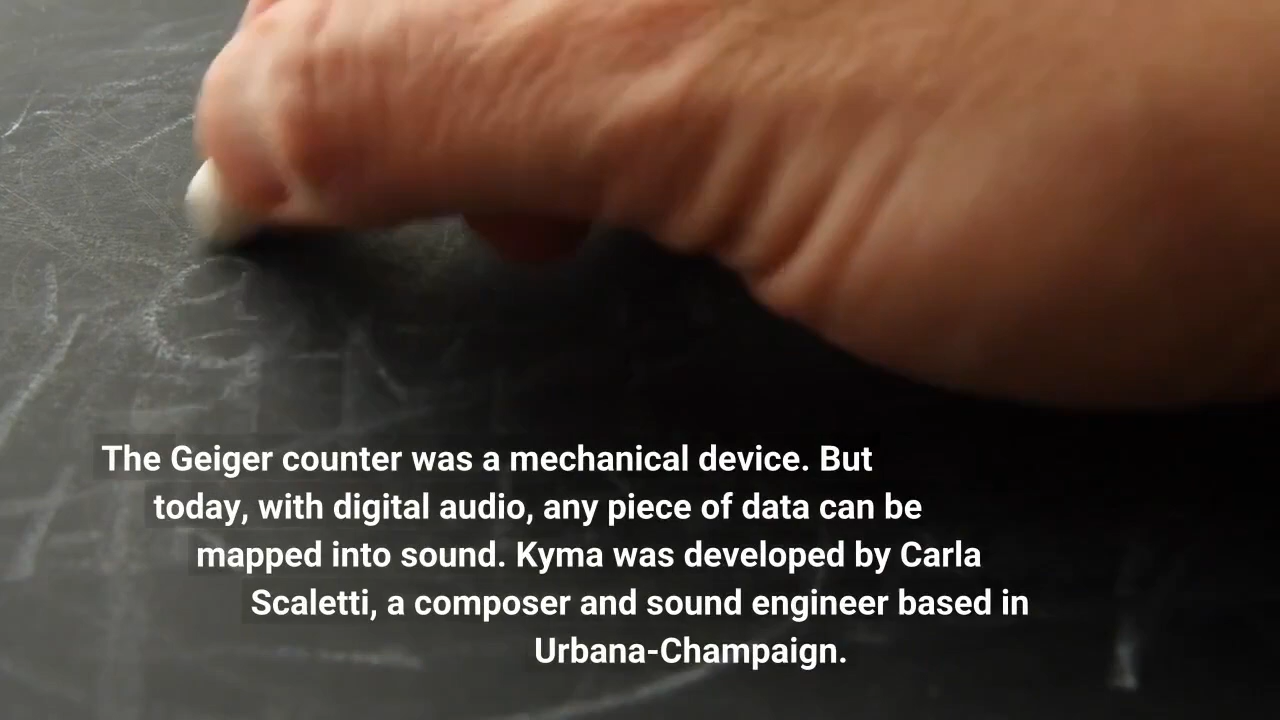 The Geiger counter was a mechanical device. But
today, with digital audio, any piece of data can be
mapped into sound. Kyma was developed by Carla
Scaletti, a composer and sound engineer based in
Urbana-Champaign.